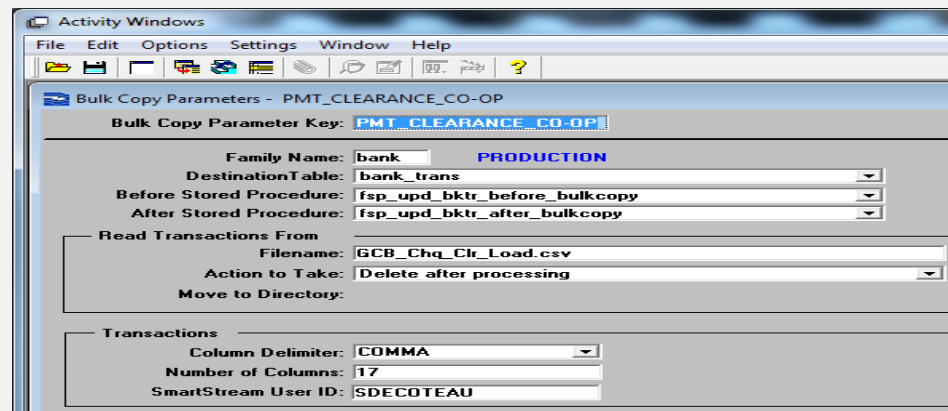 Activity Windows
File Edit Options Settings Window Help
Bulk Copy Parameters - PMT_CLEARANCE_CO-OP
Bulk Copy Parameter Key: PMT_CLEARANCE_CO-OP
Family Name: bank PRODUCTION
DestinationTable: bank_trans
Before Stored Procedure: fsp_upd_bktr_before_bulkcopy
After Stored Procedure: fsp_upd_bktr_after_bulkcopy
Read Transactions From
Filename: GCB_Chq_Clr_Load.csv
Action to Take: Delete after processing
Move to Directory:
Transactions
Column Delimiter: COMMA
Number of Columns: 17
SmartStream User ID: SDECOTEAU